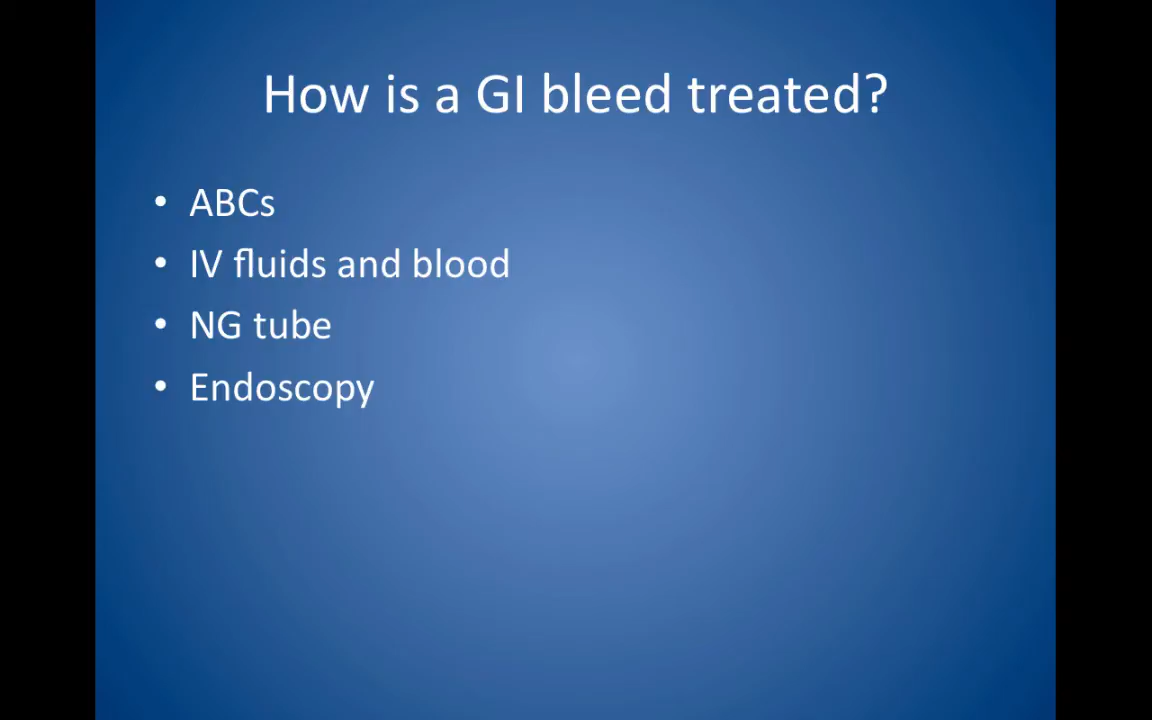 How is a GI bleed treated?
• ABCs
• IV fluids and blood
• NG tube
• Endoscopy